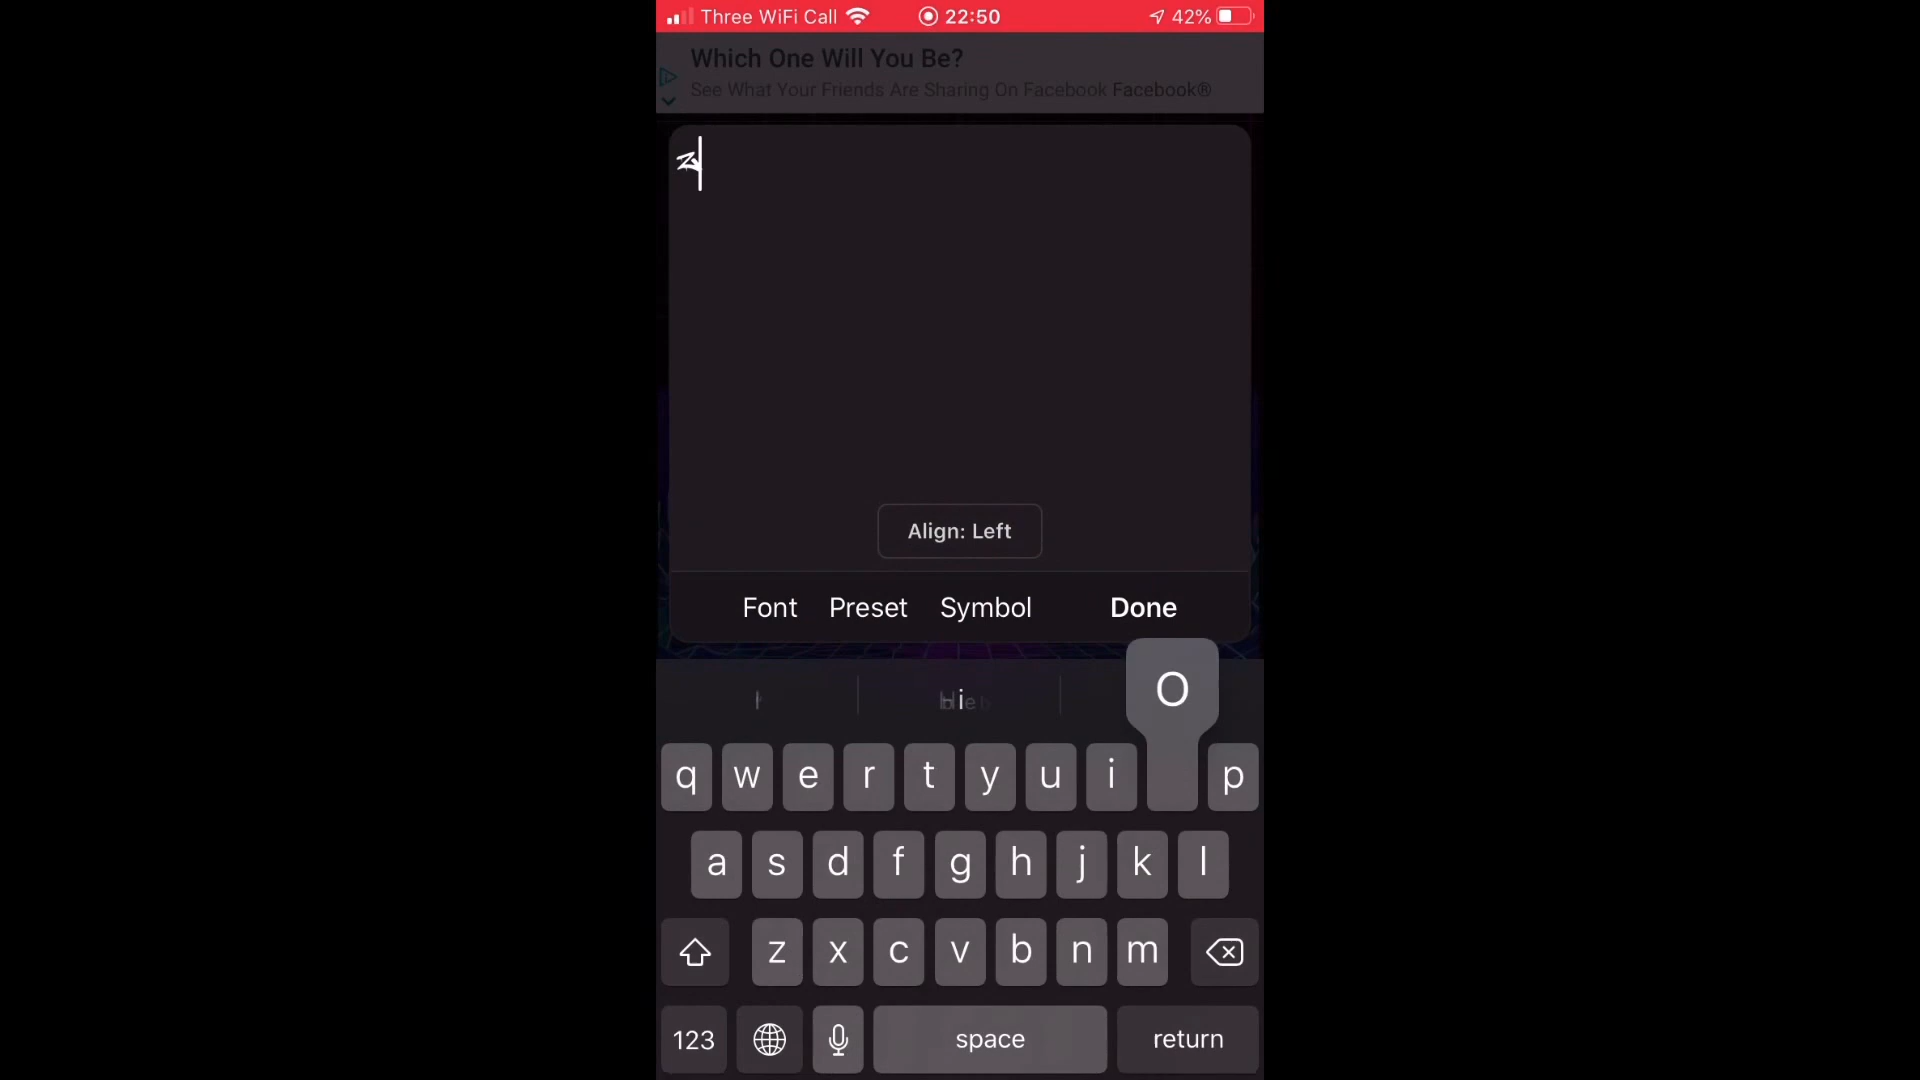 Three WiFi Call 22:50 42%
Which One Will You Be?
See What Your Friends Are Sharing On Facebook Facebook®
Align: Left
Font Preset Symbol Done
O
q w e r t y u i p
a s d f g h j k l
z x c v b n m
123 space return